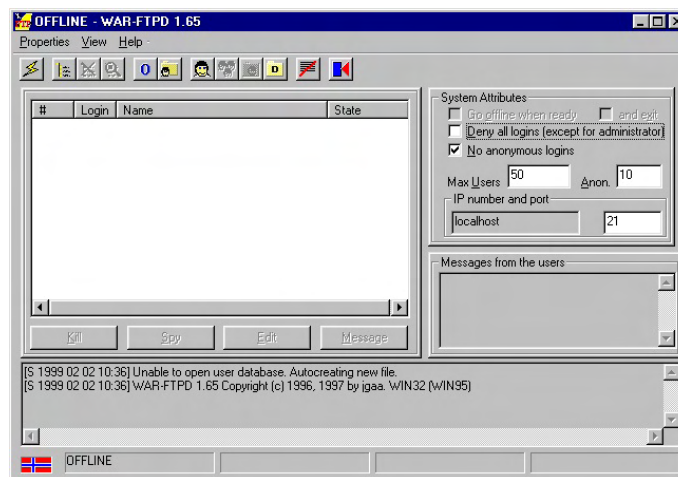 OFFLINE - WAR-FTPD 1.65
Properties View Help
0 D
# Login Name State
Kill Spy Edit Message
System Attributes
Go offline when ready and exit
Deny all logins (except for administrator)
No anonymous logins
Max Users 50 Anon. 10
IP number and port
localhost 21
Messages from the users
[S 1999 02 02 10:36] Unable to open user database. Autocreating new file.
[S 1999 02 02 10:36] WAR-FTPD 1.65 Copyright (c) 1996, 1997 by jgaa. WIN32 (WIN95)
OFFLINE